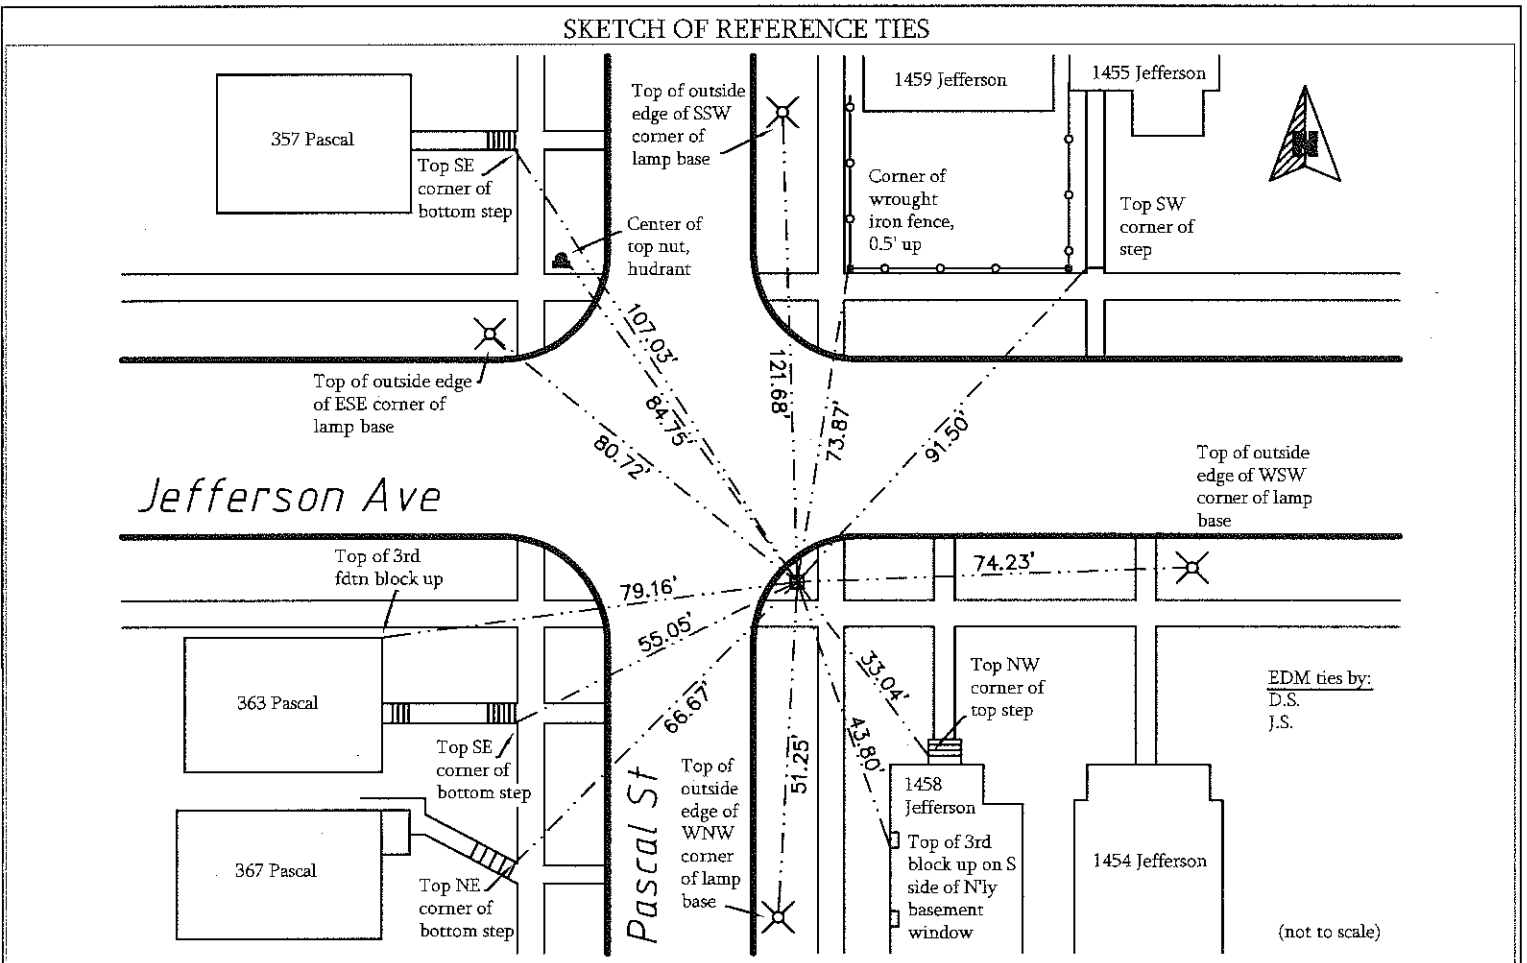 SKETCH OF REFERENCE TIES
357 Pascal
Top SE
corner of
bottom step
Top of outside
edge of SSW
corner of
lamp base
Center of
top nut,
hudrant
1459 Jefferson
1455 Jefferson
Corner of
wrought
iron fence,
0.5' up
Top SW
corner of
step
N
Top of outside edge
of ESE corner of
lamp base
107.03'
84.75'
80.72'
121.68'
73.87'
91.50'
Jefferson Ave
Top of outside
edge of WSW
corner of lamp
base
Top of 3rd
fdtn block up
79.16'
55.05'
66.67'
74.23'
33.04'
43.80'
51.25'
363 Pascal
Top SE
corner of
bottom step
367 Pascal
Top NE
corner of
bottom step
Pascal St
Top of
outside
edge of
WNW
corner
of lamp
base
Top NW
corner of
top step
1458
Jefferson
Top of 3rd
block up on S
side of N'ly
basement
window
1454 Jefferson
EDM ties by:
D.S.
J.S.
(not to scale)